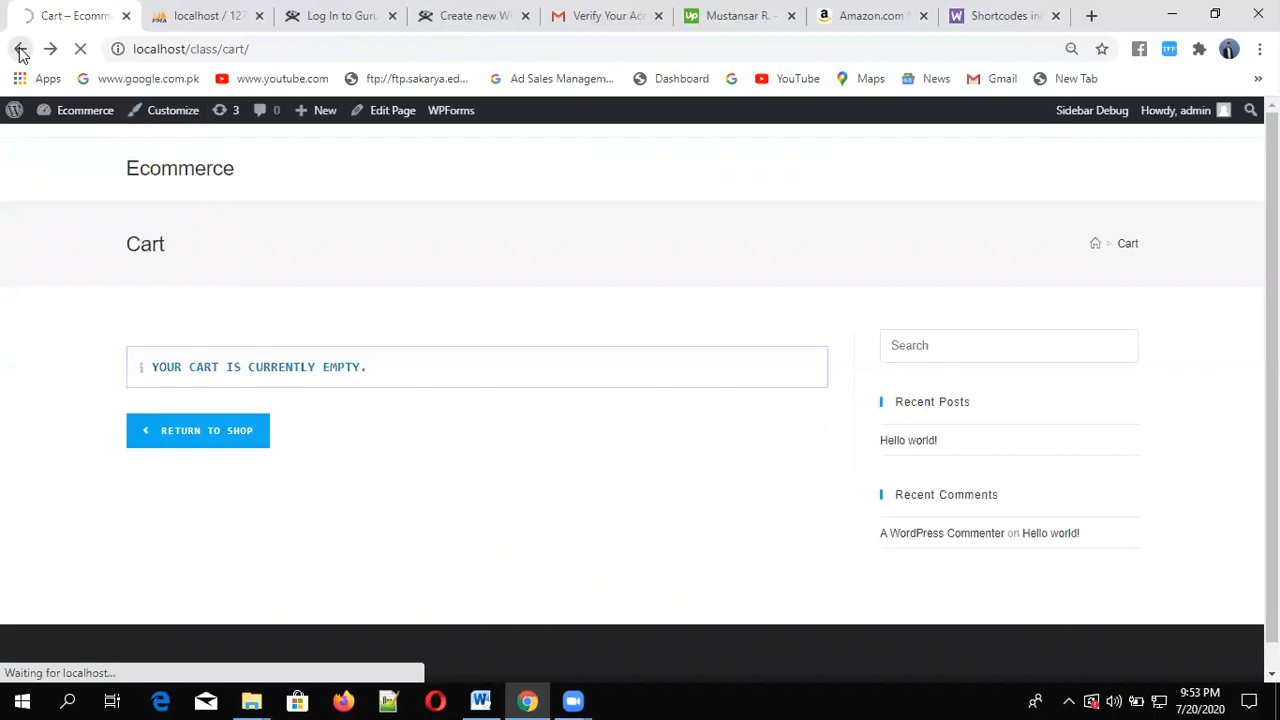 Cart – Ecomm
localhost / 127
Log In to Guru
Create new W
Verify Your Ac
Mustansar R. -
Amazon.com
Shortcodes in
localhost/class/cart/
Apps
www.google.com.pk
www.youtube.com
ftp://ftp.sakarya.ed...
Ad Sales Managem...
Dashboard
YouTube
Maps
News
Gmail
New Tab
»
Ecommerce
Customize
3
0
New
Edit Page
WPForms
Sidebar Debug
Howdy, admin
Ecommerce
Cart
> Cart
YOUR CART IS CURRENTLY EMPTY.
RETURN TO SHOP
Search
Recent Posts
Hello world!
Recent Comments
A WordPress Commenter on Hello world!
Waiting for localhost...
9:53 PM
7/20/2020